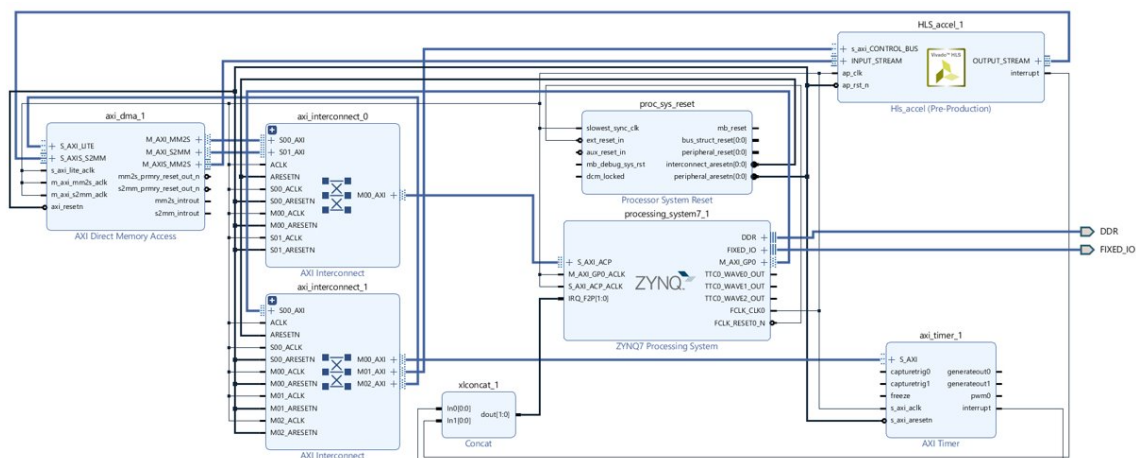 HLS_accel_1
s_axi_CONTROL_BUS
INPUT_STREAM
ap_clk
ap_rst_n
Vivado™ HLS
OUTPUT_STREAM
interrupt
Hls_accel (Pre-Production)
axi_dma_1
S_AXI_LITE
S_AXIS_S2MM
s_axi_lite_aclk
m_axi_mm2s_aclk
m_axi_s2mm_aclk
axi_resetn
M_AXI_MM2S
M_AXI_S2MM
M_AXIS_MM2S
mm2s_prmry_reset_out_n
s2mm_prmry_reset_out_n
mm2s_introut
s2mm_introut
AXI Direct Memory Access
axi_interconnect_0
S00_AXI
S01_AXI
ACLK
ARESETN
S00_ACLK
S00_ARESETN
M00_ACLK
M00_ARESETN
S01_ACLK
S01_ARESETN
M00_AXI
AXI Interconnect
proc_sys_reset
slowest_sync_clk
ext_reset_in
aux_reset_in
mb_debug_sys_rst
dcm_locked
mb_reset
bus_struct_reset[0:0]
peripheral_reset[0:0]
interconnect_aresetn[0:0]
peripheral_aresetn[0:0]
Processor System Reset
processing_system7_1
S_AXI_ACP
M_AXI_GP0_ACLK
S_AXI_ACP_ACLK
IRQ_F2P[1:0]
ZYNQ
DDR
FIXED_IO
M_AXI_GP0
TTC0_WAVE0_OUT
TTC0_WAVE1_OUT
TTC0_WAVE2_OUT
FCLK_CLK0
FCLK_RESET0_N
ZYNQ7 Processing System
DDR
FIXED_IO
axi_interconnect_1
S00_AXI
ACLK
ARESETN
S00_ACLK
S00_ARESETN
M00_ACLK
M00_ARESETN
M01_ACLK
M01_ARESETN
M02_ACLK
M02_ARESETN
M00_AXI
M01_AXI
M02_AXI
AXI Interconnect
xlconcat_1
In0[0:0]
In1[0:0]
dout[1:0]
Concat
axi_timer_1
S_AXI
capturetrig0
capturetrig1
freeze
s_axi_aclk
s_axi_aresetn
generateout0
generateout1
pwm0
interrupt
AXI Timer